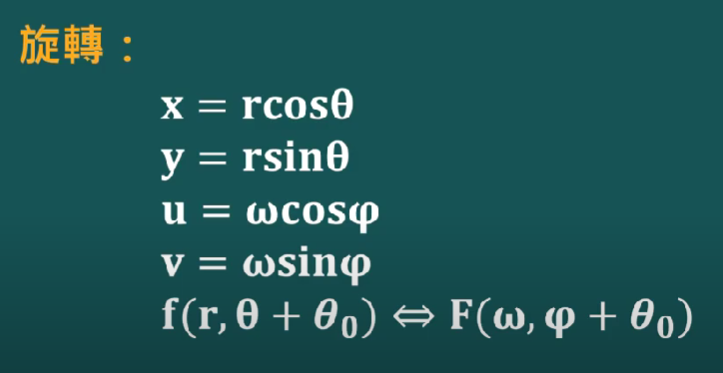 旋轉：
x = rcosθ
y = rsinθ
u = ωcosφ
v = ωsinφ
f(r, θ + θ₀) ⇔ F(ω, φ + θ₀)